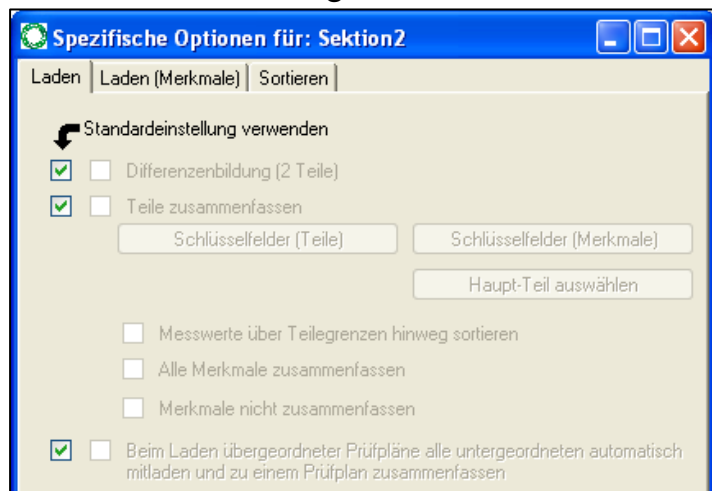 Spezifische Optionen für: Sektion2
Laden Laden (Merkmale) Sortieren
Standardeinstellung verwenden
Differenzenbildung (2 Teile)
Teile zusammenfassen
Schlüsselfelder (Teile) Schlüsselfelder (Merkmale)
Haupt-Teil auswählen
Messwerte über Teilegrenzen hinweg sortieren
Alle Merkmale zusammenfassen
Merkmale nicht zusammenfassen
Beim Laden übergeordneter Prüfpläne alle untergeordneten automatisch
mitladen und zu einem Prüfplan zusammenfassen